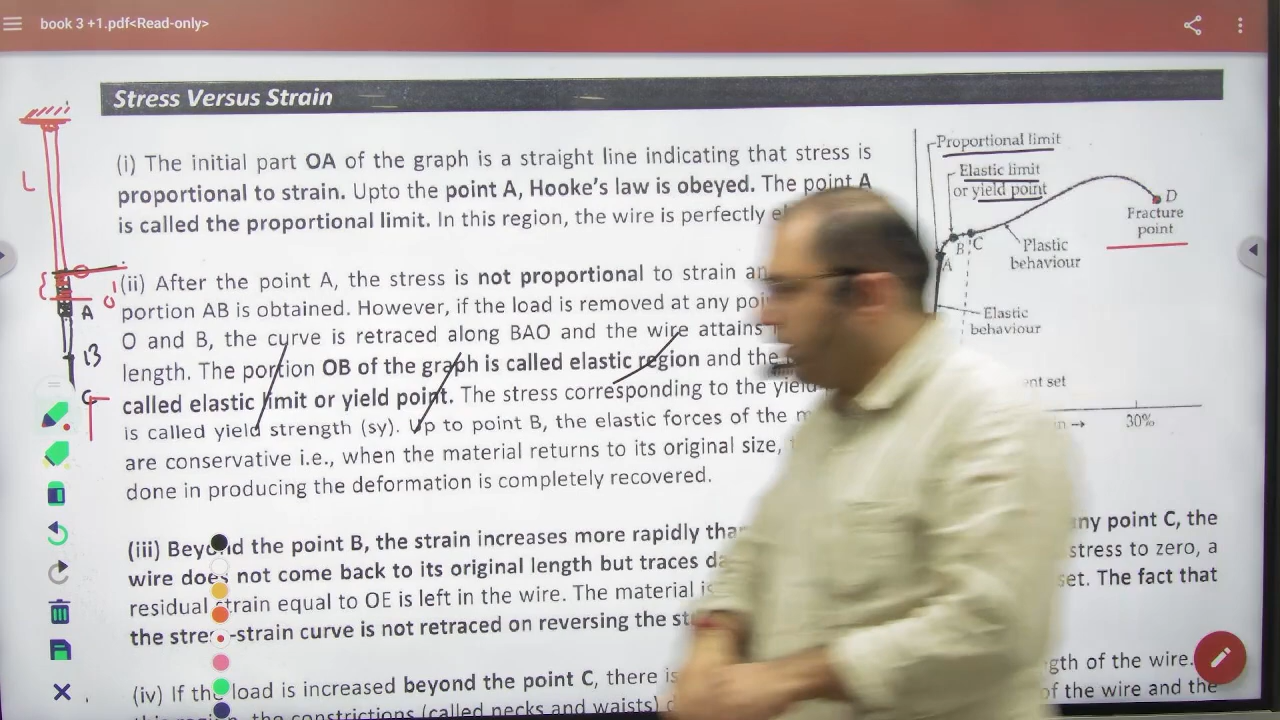 book 3 +1.pdf<Read-only>
Stress Versus Strain
(i) The initial part OA of the graph is a straight line indicating that stress is
proportional to strain. Upto the point A, Hooke's law is obeyed. The point A
is called the proportional limit. In this region, the wire is perfectly
(ii) After the point A, the stress is not proportional to strain
portion AB is obtained. However, if the load is removed at any
O and B, the curve is retraced along BAO and the wire attains
length. The portion OB of the graph is called elastic region and the
called elastic limit or yield point. The stress corresponding to the yield
is called yield strength (sy). Up to point B, the elastic forces of the
are conservative i.e., when the material returns to its original size,
done in producing the deformation is completely recovered.
(iii) Beyond the point B, the strain increases more rapidly
any point C, the
wire does not come back to its original length but traces
stress to zero, a
residual strain equal to OE is left in the wire. The material
set. The fact that
the stress-strain curve is not retraced on reversing the
(iv) If the load is increased beyond the point C, there is
of the wire.
the constrictions (called necks and waists)
of the wire and the
Proportional limit
Elastic limit
or yield point
D
Fracture
point
B
C
A
Plastic
behaviour
Elastic
behaviour
set
30%
L
O
A
B
C